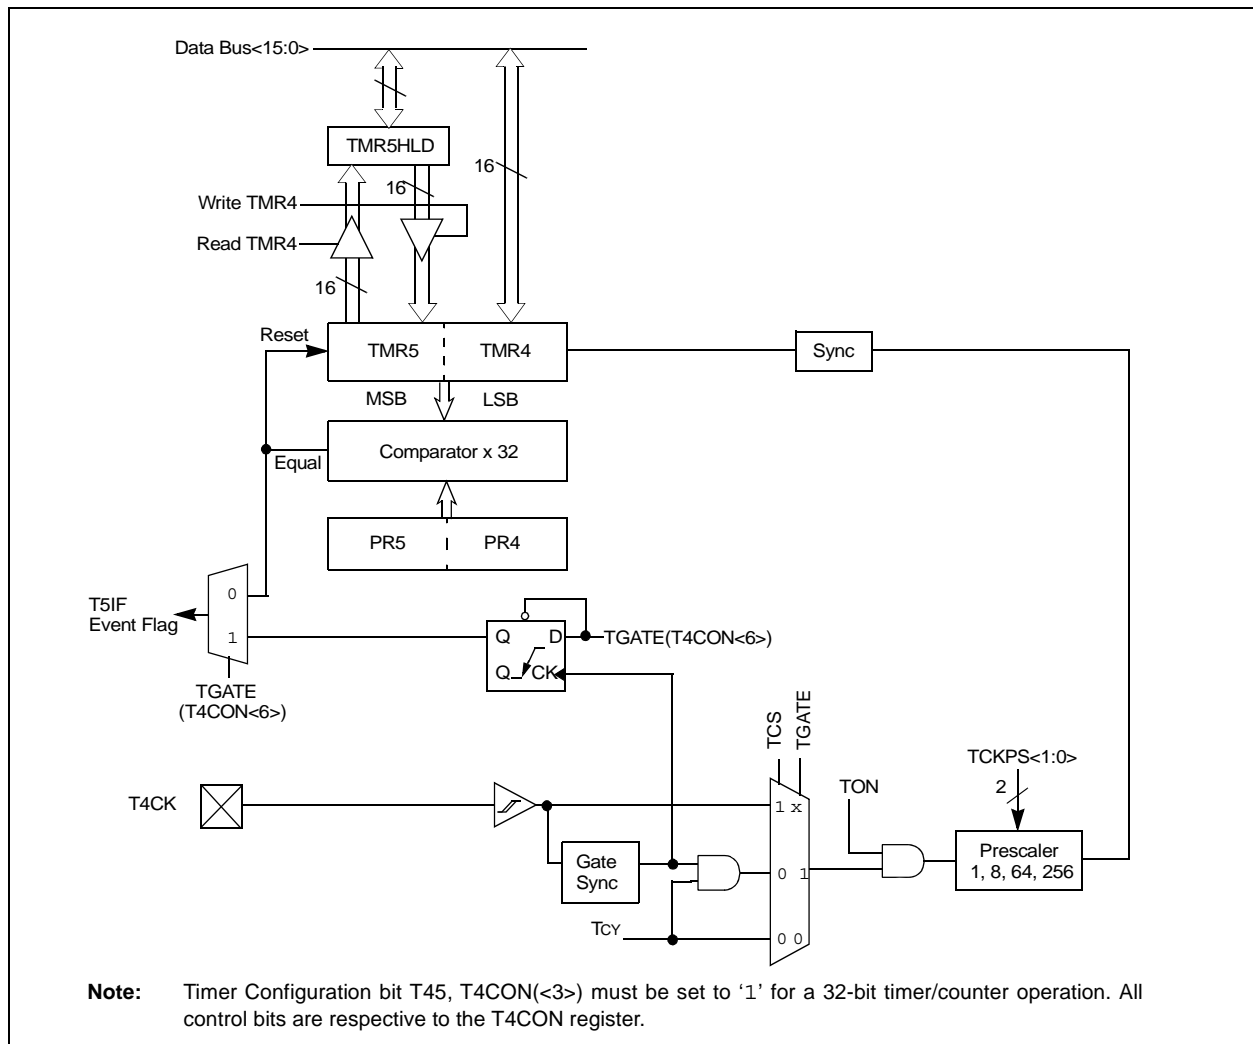 Data Bus<15:0>
TMR5HLD
16
16
Write TMR4
Read TMR4
16
Reset
TMR5
TMR4
Sync
MSB
LSB
Equal
Comparator x 32
PR5
PR4
0
1
T5IF
Event Flag
TGATE
(T4CON<6>)
Q
D
TGATE(T4CON<6>)
Q
CK
TCS
TGATE
TCKPS<1:0>
2
TON
T4CK
1 x
Gate
Sync
0 1
Prescaler
1, 8, 64, 256
TCY
0 0
Note: Timer Configuration bit T45, T4CON(<3>) must be set to ‘1’ for a 32-bit timer/counter operation. All
control bits are respective to the T4CON register.